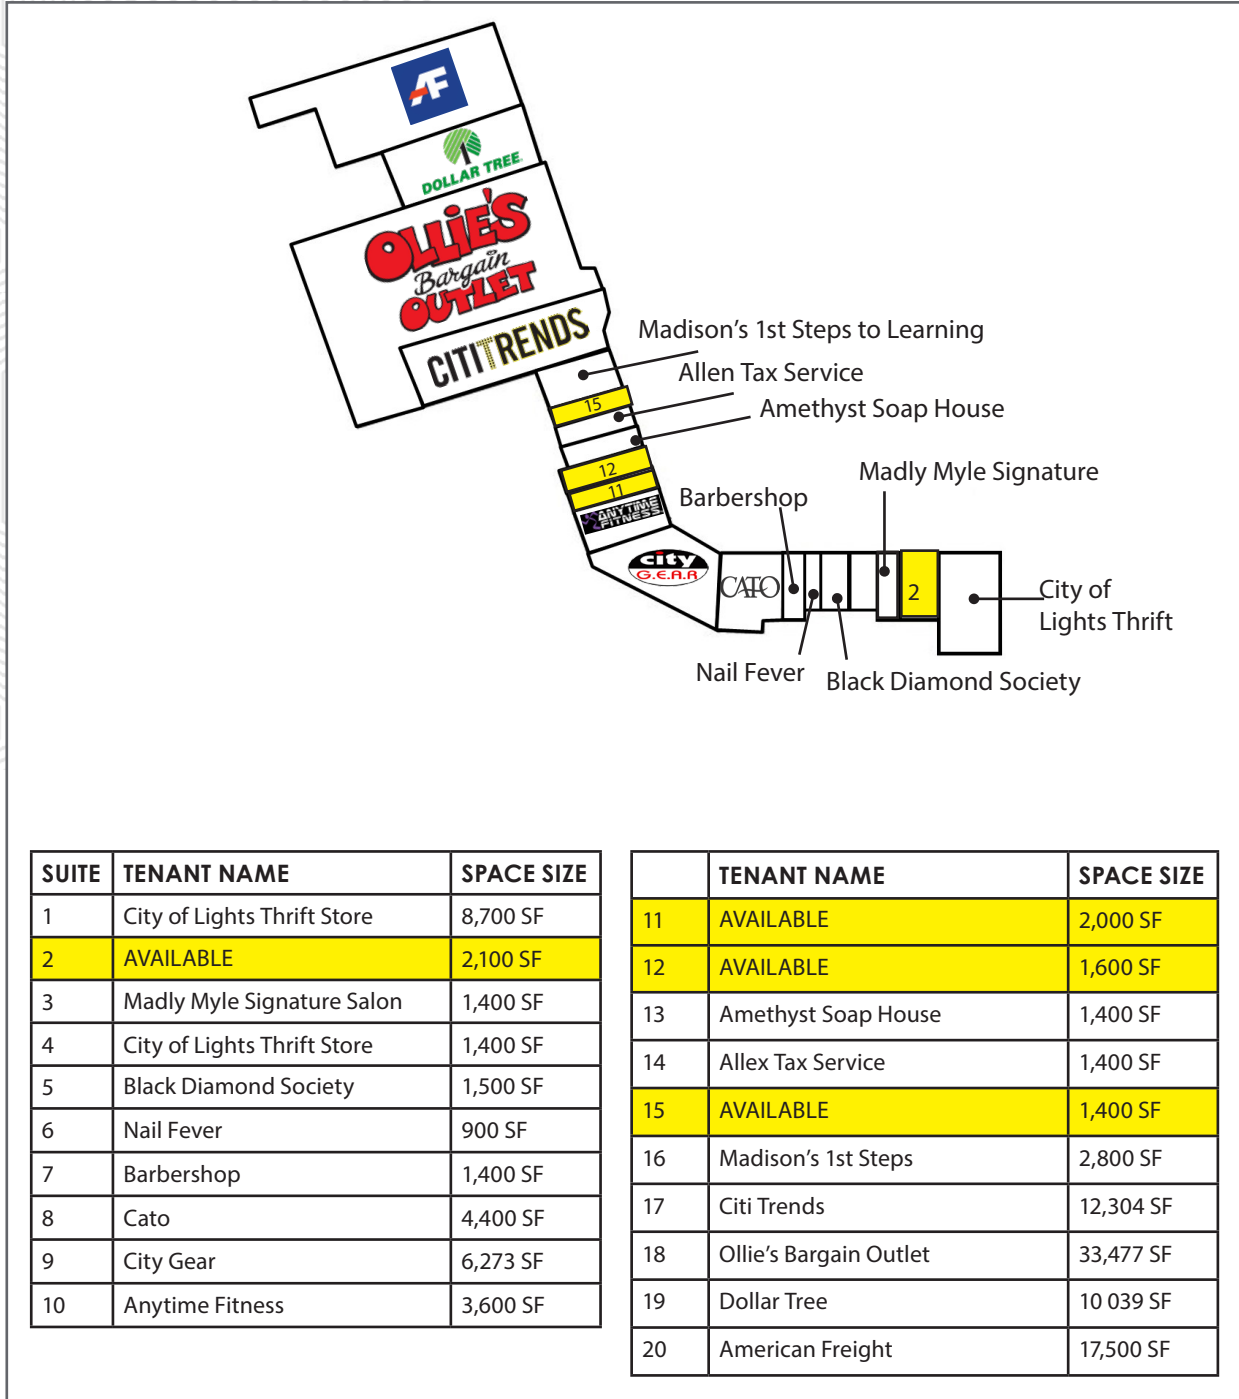 AF
DOLLAR TREE
OLLIE'S
Bargain
OUTLET
CITITRENDS
Madison's 1st Steps to Learning
Allen Tax Service
15
Amethyst Soap House
12
11
Madly Myle Signature
Barbershop
ANYTIME
FITNESS
city
G.E.A.R
CATO
2
City of
Lights Thrift
Nail Fever
Black Diamond Society
SUITE TENANT NAME SPACE SIZE
1 City of Lights Thrift Store 8,700 SF
2 AVAILABLE 2,100 SF
3 Madly Myle Signature Salon 1,400 SF
4 City of Lights Thrift Store 1,400 SF
5 Black Diamond Society 1,500 SF
6 Nail Fever 900 SF
7 Barbershop 1,400 SF
8 Cato 4,400 SF
9 City Gear 6,273 SF
10 Anytime Fitness 3,600 SF
TENANT NAME SPACE SIZE
11 AVAILABLE 2,000 SF
12 AVAILABLE 1,600 SF
13 Amethyst Soap House 1,400 SF
14 Allex Tax Service 1,400 SF
15 AVAILABLE 1,400 SF
16 Madison's 1st Steps 2,800 SF
17 Citi Trends 12,304 SF
18 Ollie's Bargain Outlet 33,477 SF
19 Dollar Tree 10 039 SF
20 American Freight 17,500 SF